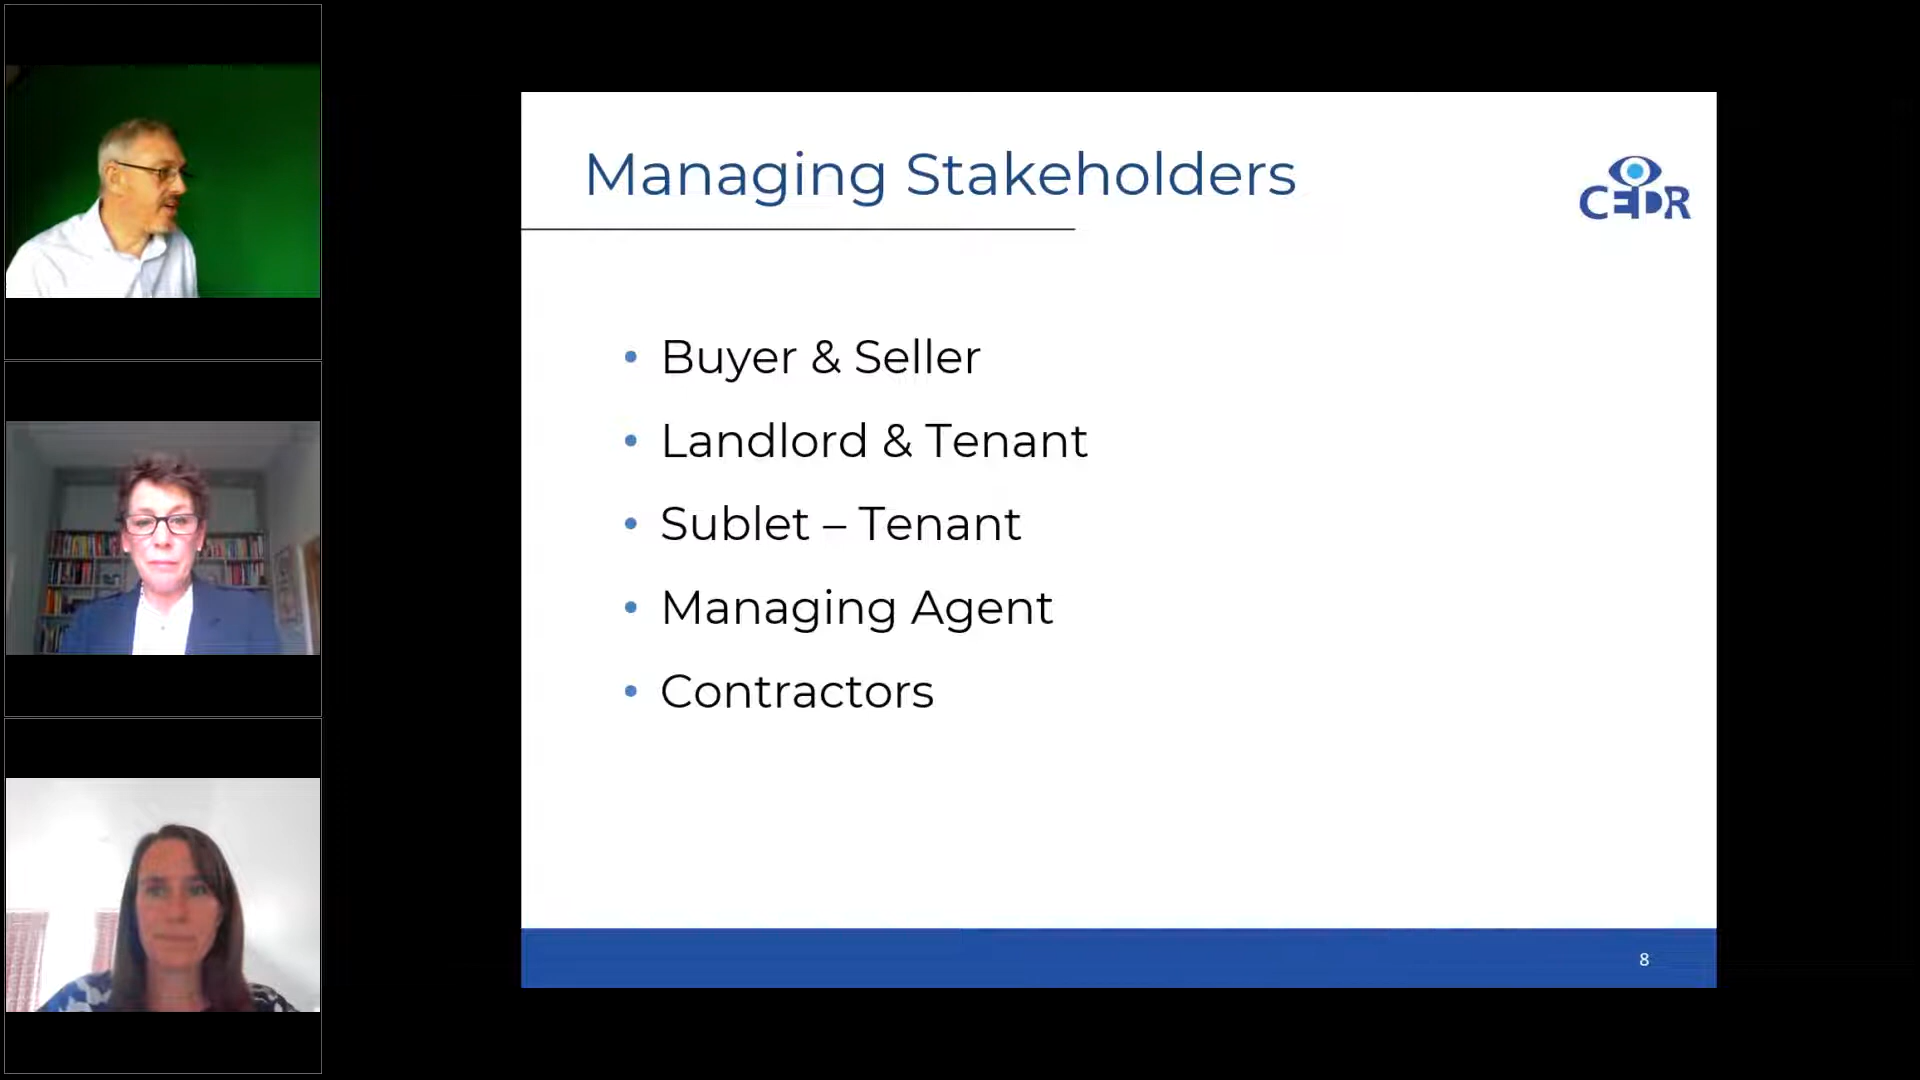 Managing Stakeholders
CEDR
• Buyer & Seller
• Landlord & Tenant
• Sublet – Tenant
• Managing Agent
• Contractors
8